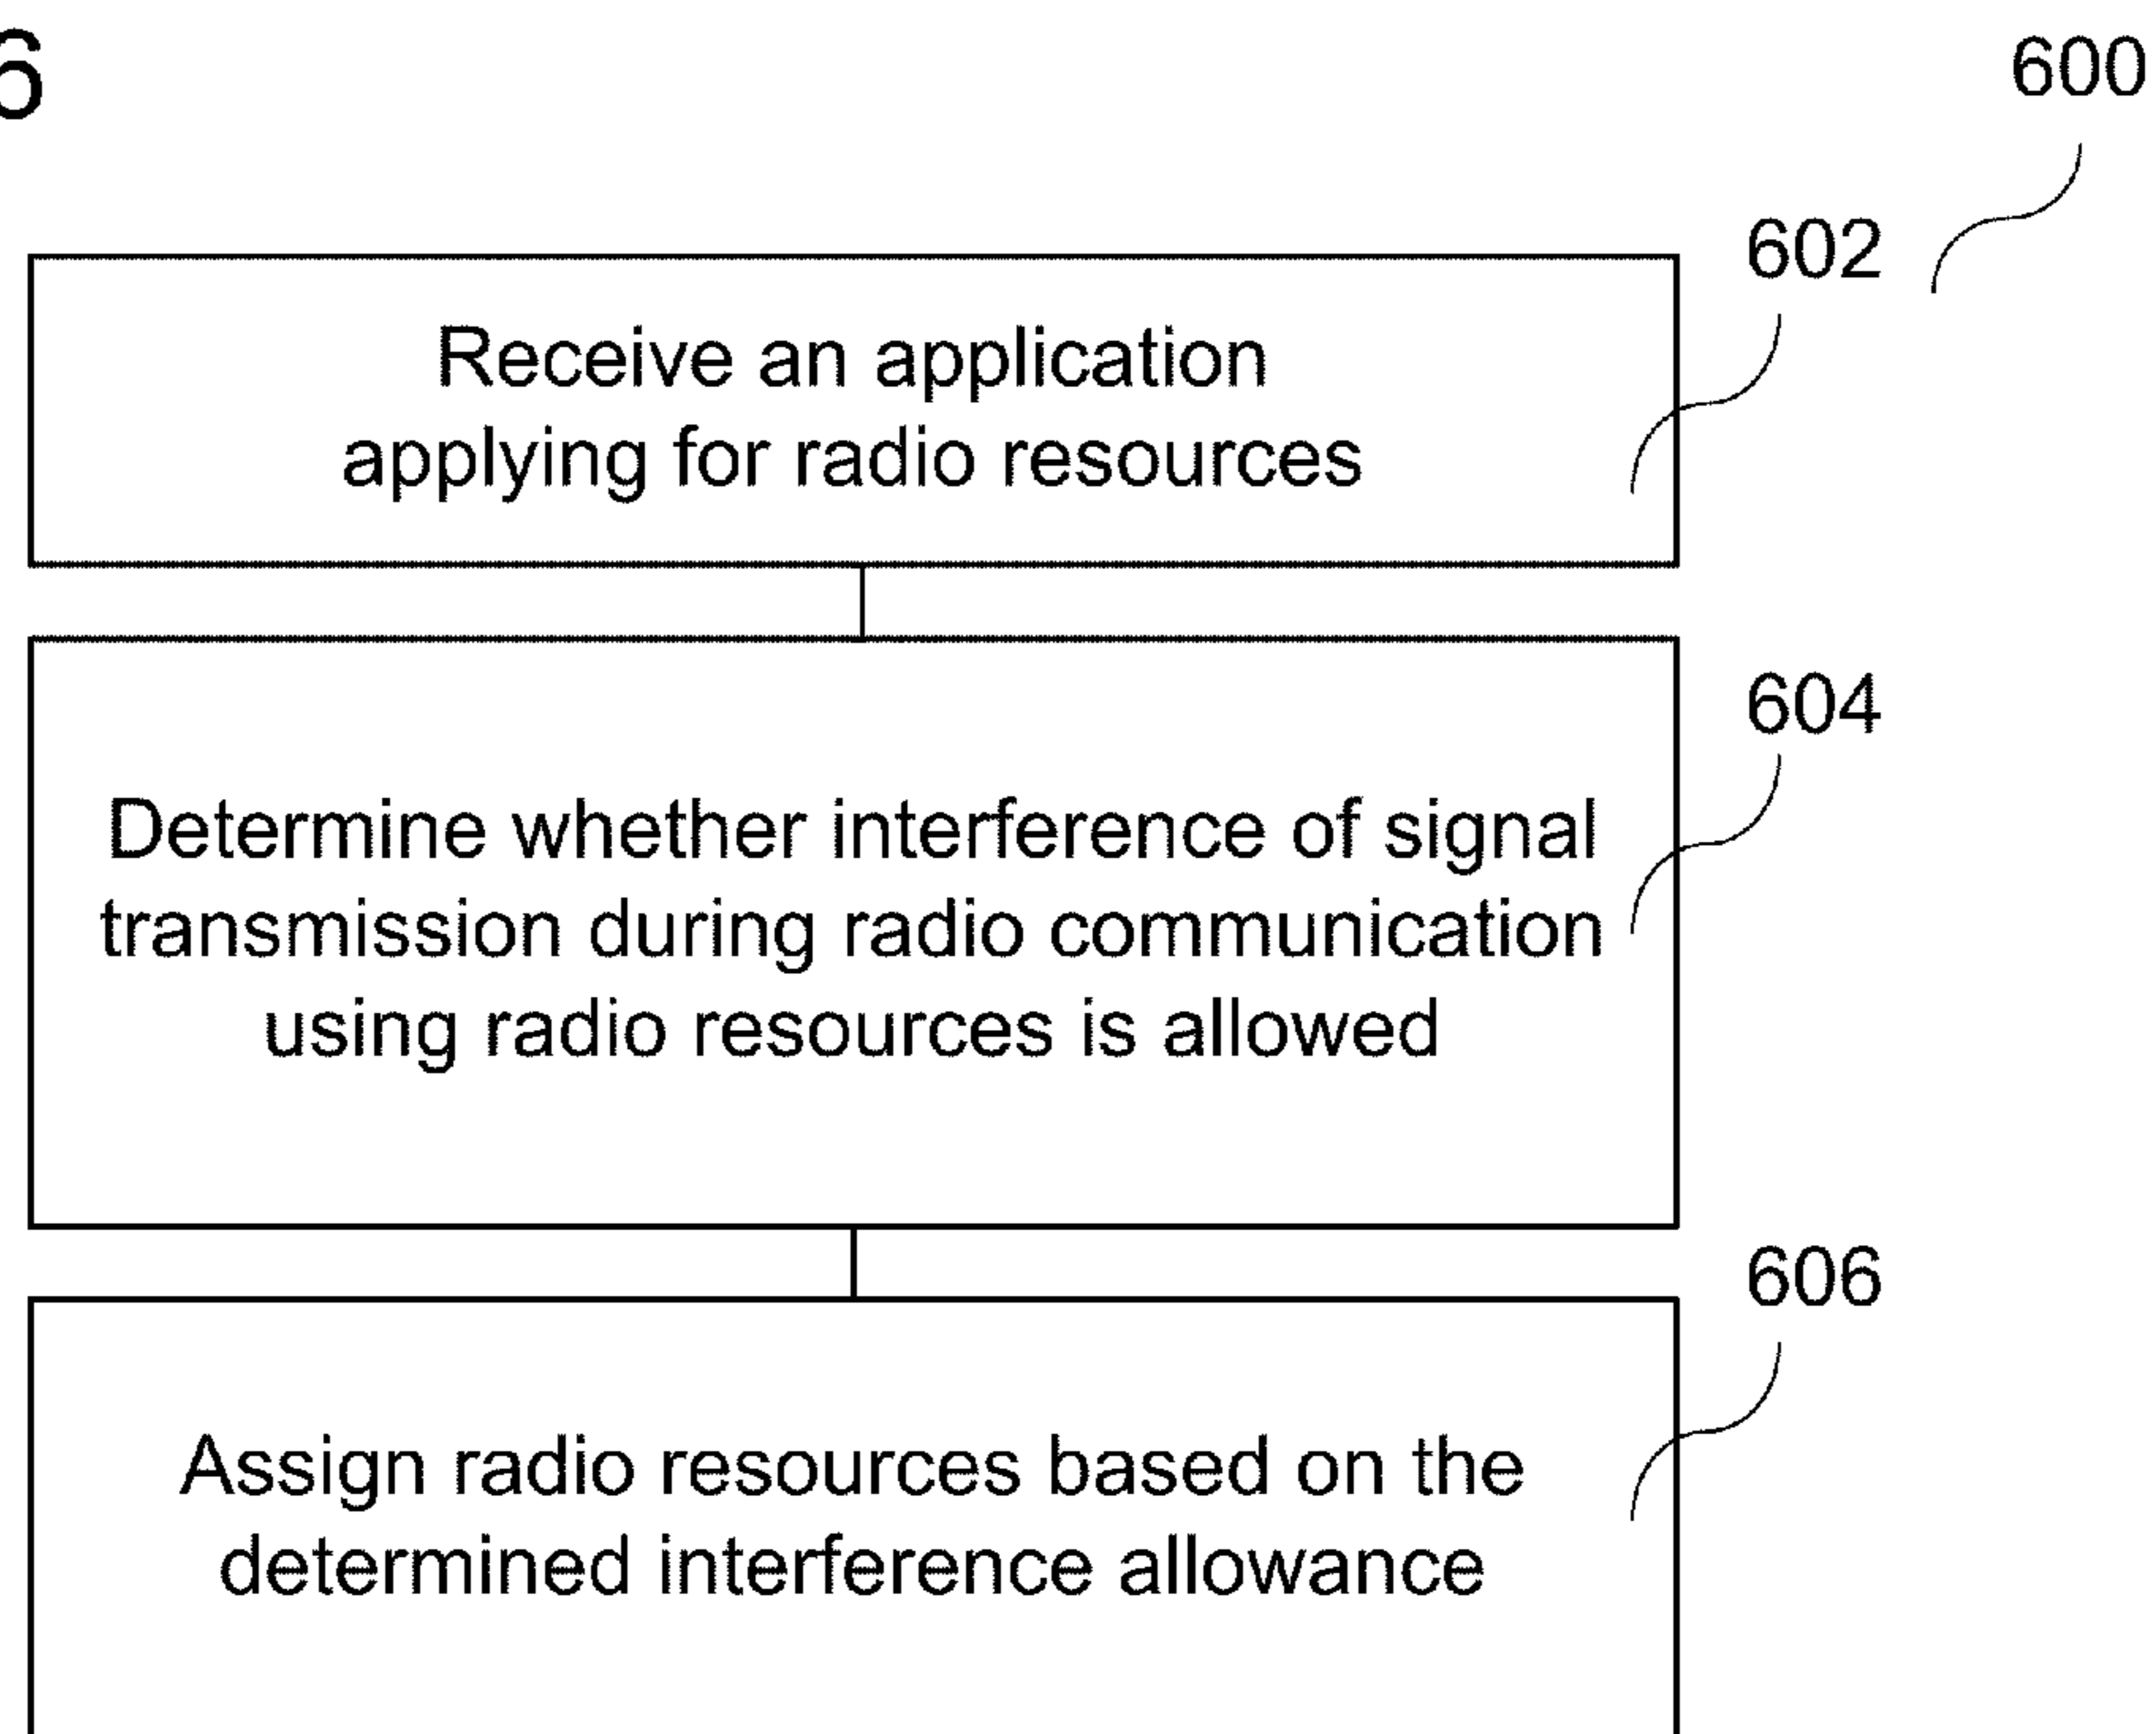 6
600
602
Receive an application
applying for radio resources
604
Determine whether interference of signal
transmission during radio communication
using radio resources is allowed
606
Assign radio resources based on the
determined interference allowance